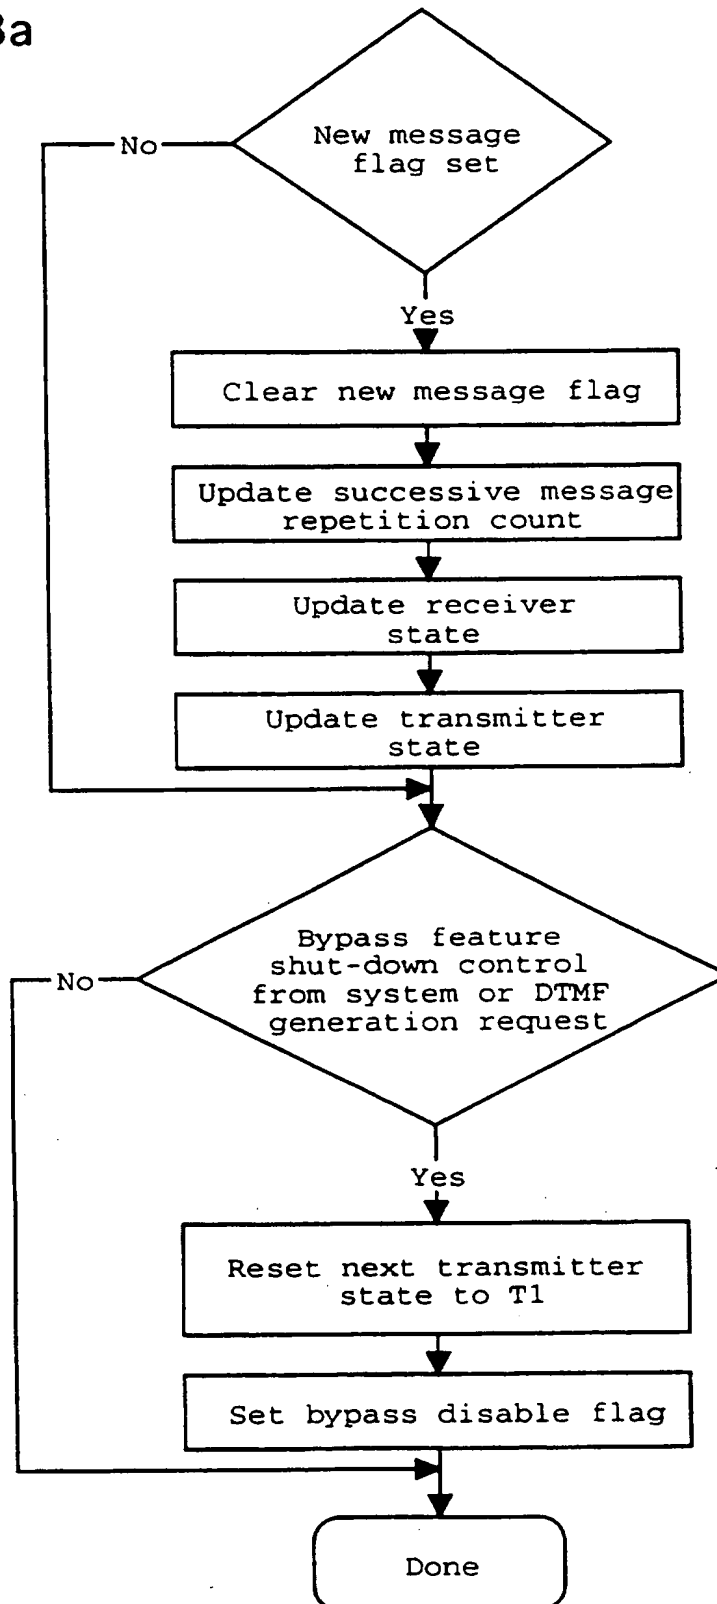 3a
New message
flag set
No
Yes
Clear new message flag
Update successive message
repetition count
Update receiver
state
Update transmitter
state
Bypass feature
shut-down control
from system or DTMF
generation request
No
Yes
Reset next transmitter
state to T1
Set bypass disable flag
Done